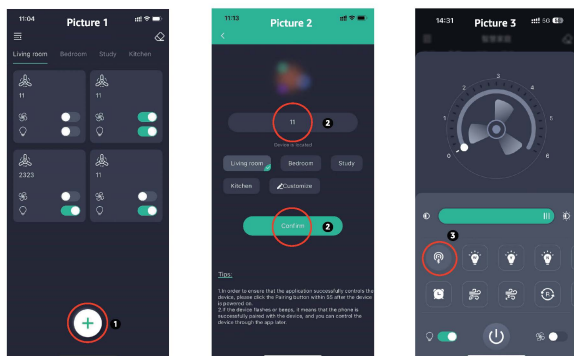 11:04
Picture 1
Living room Bedroom Study Kitchen
11
11
2323
11
+
1
11:13
Picture 2
11
2
Device is located
Living room Bedroom Study
Kitchen Customize
Confirm
2
Tips:
1.In order to ensure that the application successfully controls the
device, please click the Pairing button within 5S after the device
is powered on.
2.If the device flashes or beeps, it means that the phone is
successfully paired with the device, and you can control the
device through the app later.
14:31
Picture 3
5G
0 1 2 3 4 5 6
3
R